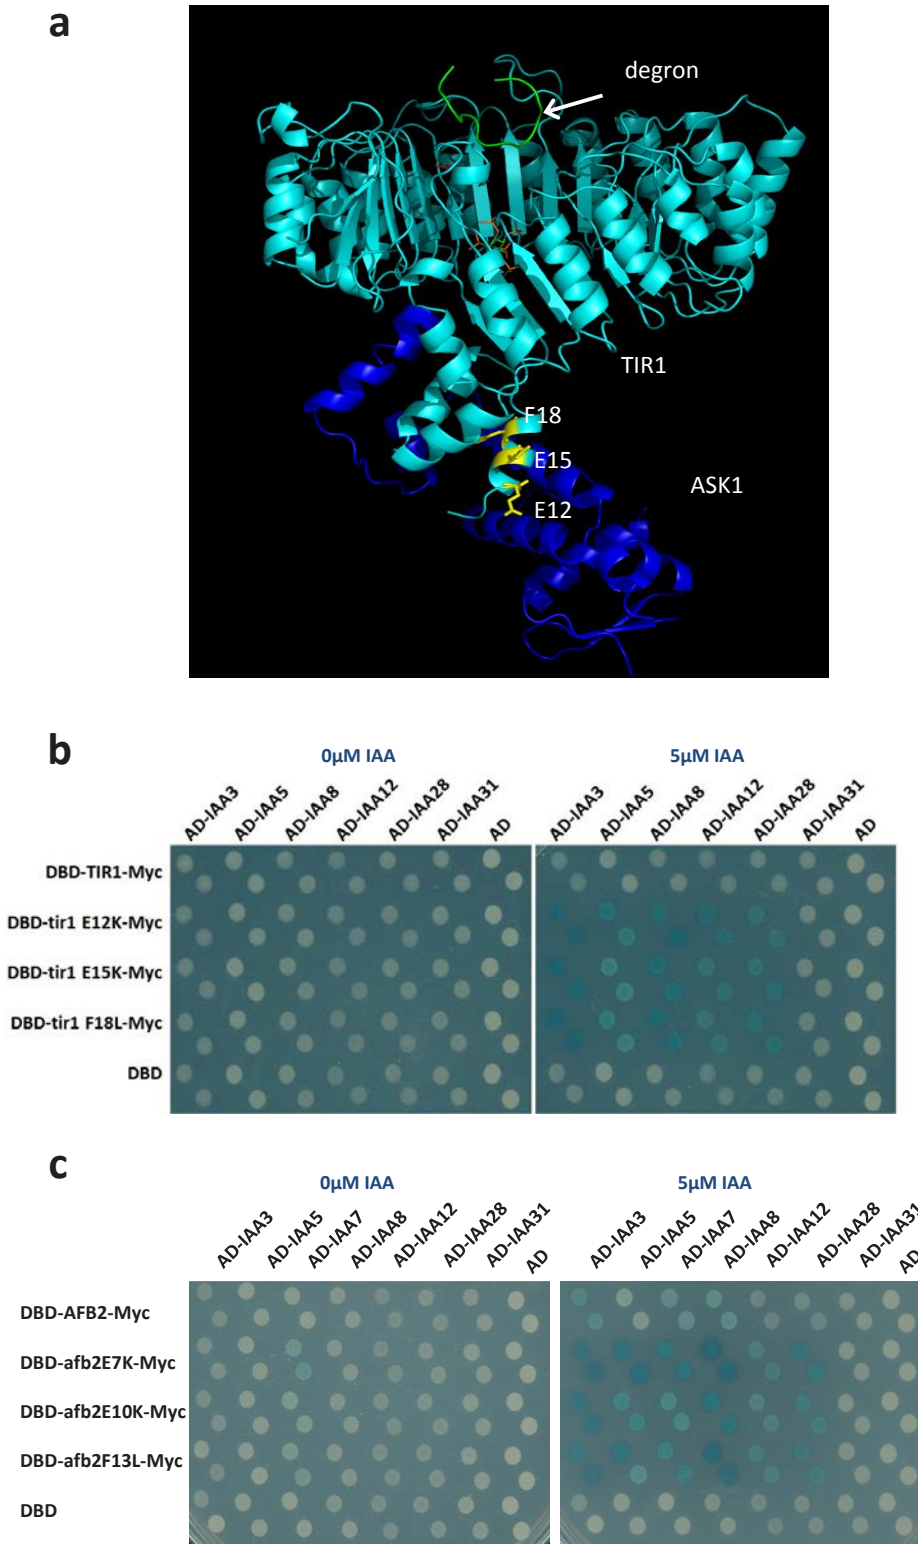 a
degron
TIR1
F18
E15
ASK1
E12
b
0µM IAA
5µM IAA
AD-IAA3 AD-IAA5 AD-IAA8 AD-IAA12 AD-IAA28 AD-IAA31 AD
AD-IAA3 AD-IAA5 AD-IAA8 AD-IAA12 AD-IAA28 AD-IAA31 AD
DBD-TIR1-Myc
DBD-tir1 E12K-Myc
DBD-tir1 E15K-Myc
DBD-tir1 F18L-Myc
DBD
c
0µM IAA
5µM IAA
AD-IAA3 AD-IAA5 AD-IAA7 AD-IAA8 AD-IAA12 AD-IAA28 AD-IAA31 AD
AD-IAA3 AD-IAA5 AD-IAA7 AD-IAA8 AD-IAA12 AD-IAA28 AD-IAA31 AD
DBD-AFB2-Myc
DBD-afb2E7K-Myc
DBD-afb2E10K-Myc
DBD-afb2F13L-Myc
DBD